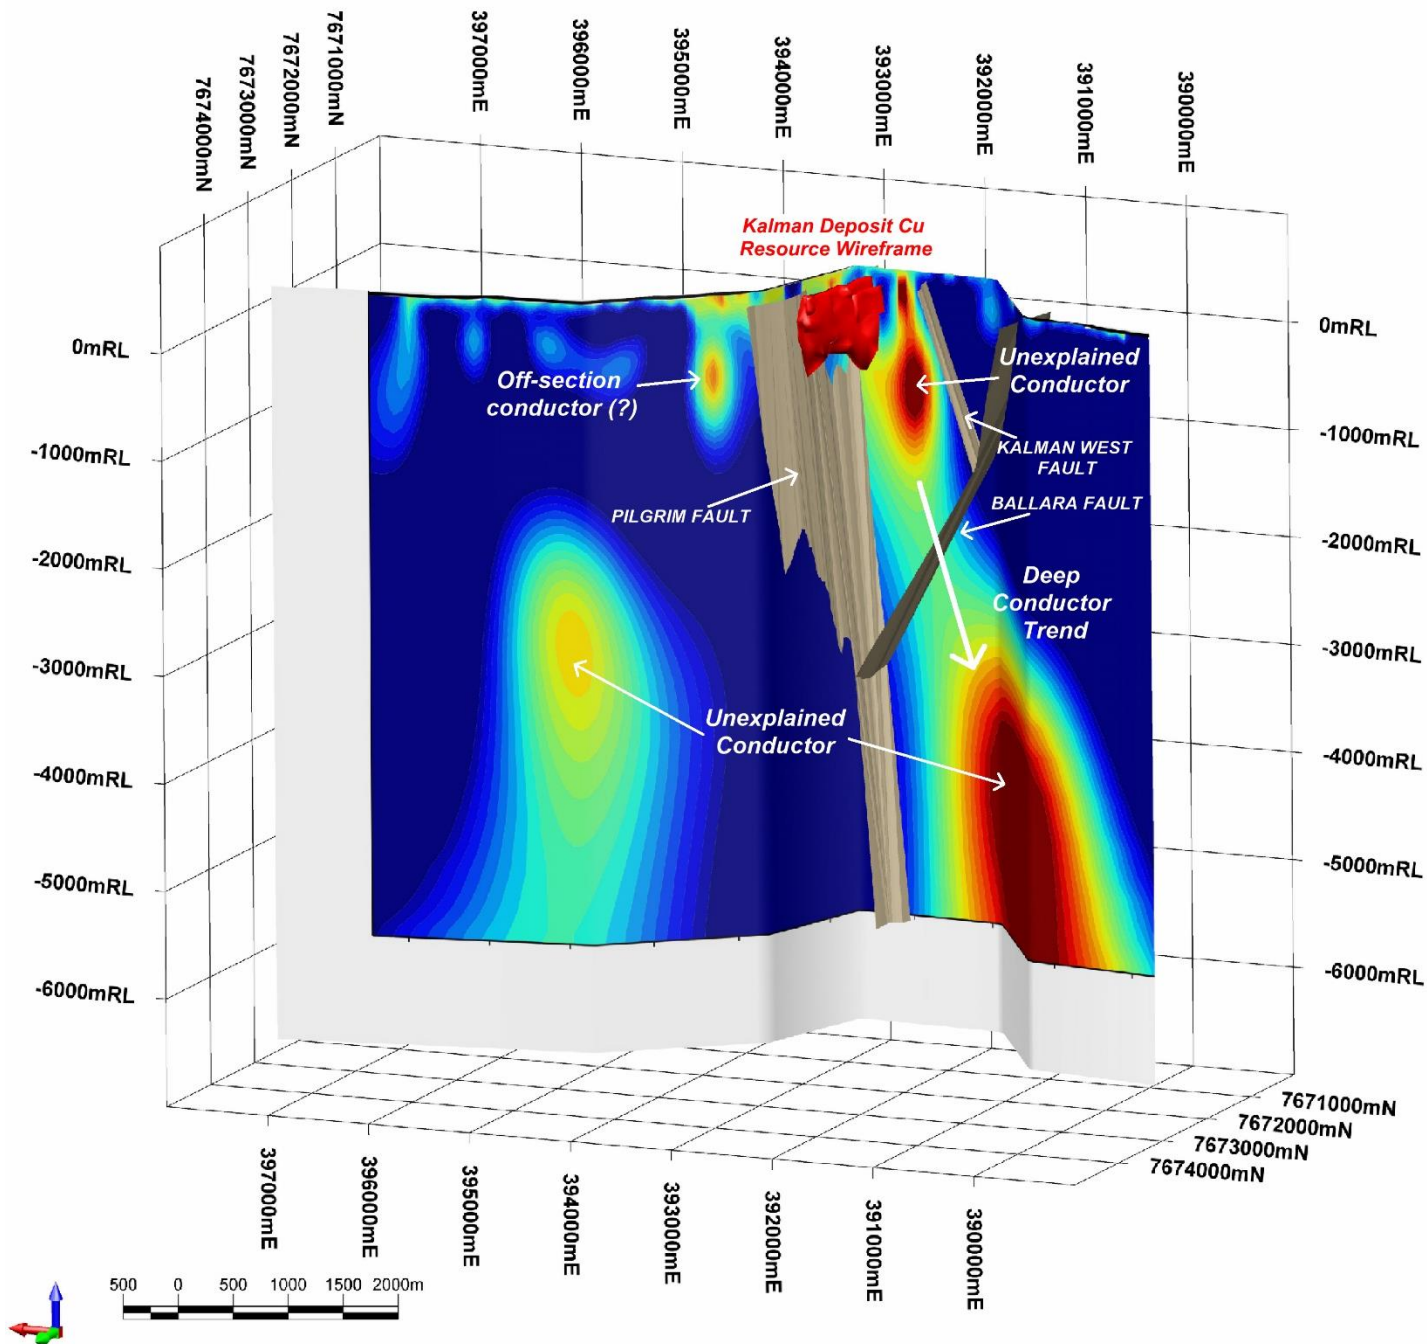 7674000mN
7673000mN
7672000mN
7671000mN
397000mE
396000mE
395000mE
394000mE
393000mE
392000mE
391000mE
390000mE
Kalman Deposit Cu
Resource Wireframe
0mRL
-1000mRL
-2000mRL
-3000mRL
-4000mRL
-5000mRL
-6000mRL
Off-section
conductor (?)
PILGRIM FAULT
Unexplained
Conductor
KALMAN WEST
FAULT
BALLARA FAULT
Deep
Conductor
Trend
Unexplained
Conductor
0mRL
-1000mRL
-2000mRL
-3000mRL
-4000mRL
-5000mRL
-6000mRL
7671000mN
7672000mN
7673000mN
7674000mN
397000mE
396000mE
395000mE
394000mE
393000mE
392000mE
391000mE
390000mE
500 0 500 1000 1500 2000m